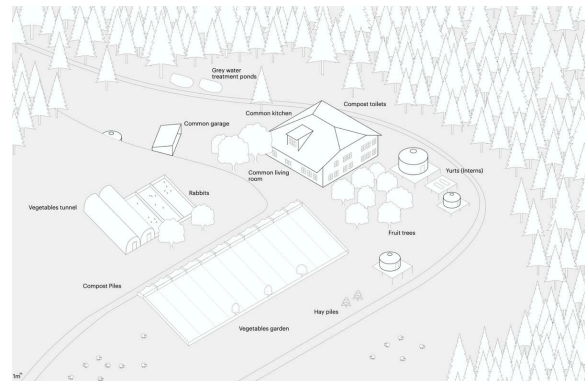 Grey water
treatment ponds
Common kitchen
Compost toilets
Common garage
Common living
room
Yurts (Interns)
Rabbits
Vegetables tunnel
Fruit trees
Compost Piles
Hay piles
Vegetables garden